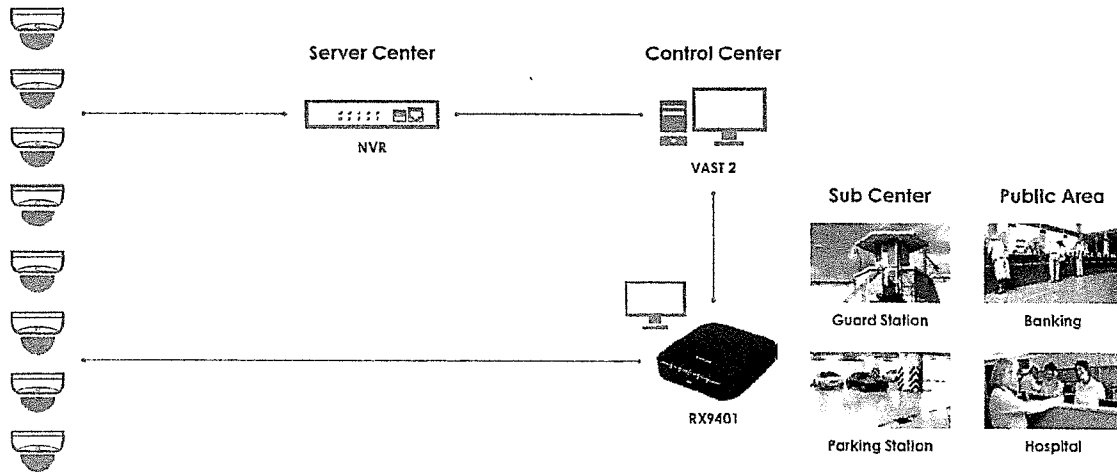 Server Center
Control Center
NVR
VAST 2
Sub Center
Public Area
Guard Station
Banking
RX9401
Parking Station
Hospital